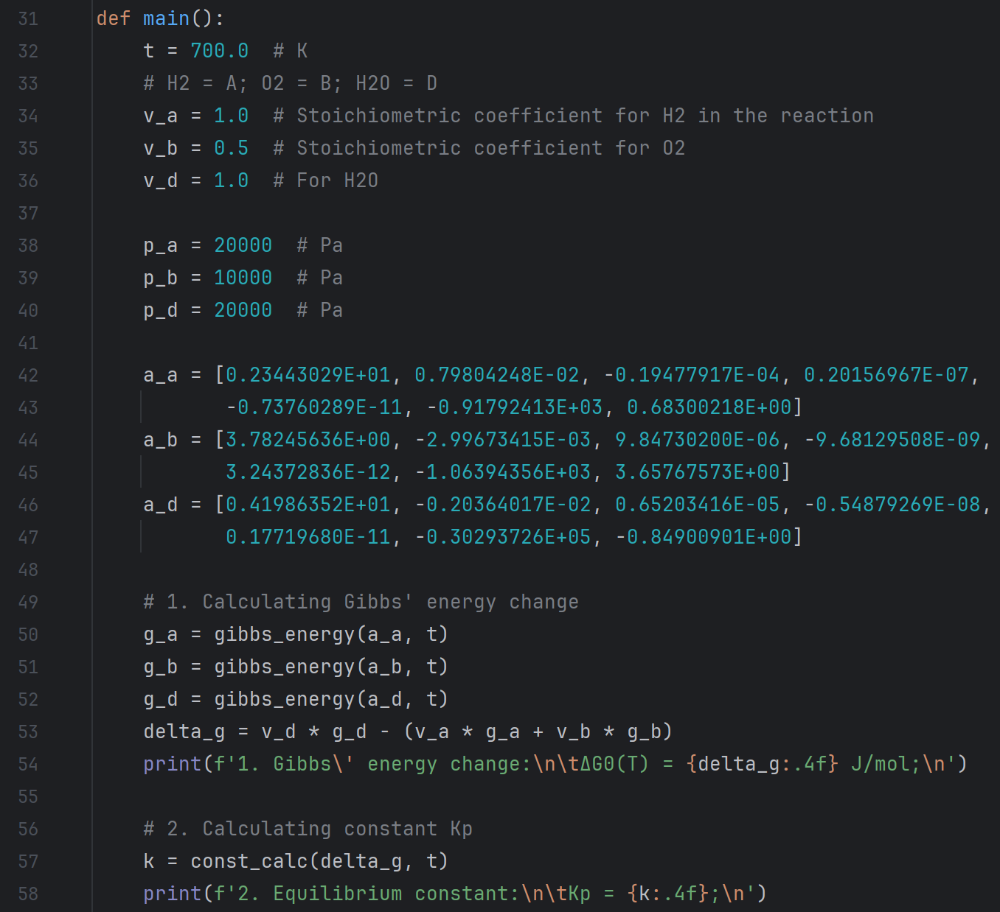 31 def main():
32     t = 700.0  # K
33     # H2 = A; O2 = B; H2O = D
34     v_a = 1.0  # Stoichiometric coefficient for H2 in the reaction
35     v_b = 0.5  # Stoichiometric coefficient for O2
36     v_d = 1.0  # For H2O
37
38     p_a = 20000  # Pa
39     p_b = 10000  # Pa
40     p_d = 20000  # Pa
41
42     a_a = [0.23443029E+01, 0.79804248E-02, -0.19477917E-04, 0.20156967E-07,
43            -0.73760289E-11, -0.91792413E+03, 0.68300218E+00]
44     a_b = [3.78245636E+00, -2.99673415E-03, 9.84730200E-06, -9.68129508E-09,
45            3.24372836E-12, -1.06394356E+03, 3.65767573E+00]
46     a_d = [0.41986352E+01, -0.20364017E-02, 0.65203416E-05, -0.54879269E-08,
47            0.17719680E-11, -0.30293726E+05, -0.84900901E+00]
48
49     # 1. Calculating Gibbs' energy change
50     g_a = gibbs_energy(a_a, t)
51     g_b = gibbs_energy(a_b, t)
52     g_d = gibbs_energy(a_d, t)
53     delta_g = v_d * g_d - (v_a * g_a + v_b * g_b)
54     print(f'1. Gibbs\' energy change:\n\tΔG0(T) = {delta_g:.4f} J/mol;\n')
55
56     # 2. Calculating constant Kp
57     k = const_calc(delta_g, t)
58     print(f'2. Equilibrium constant:\n\tKp = {k:.4f};\n')